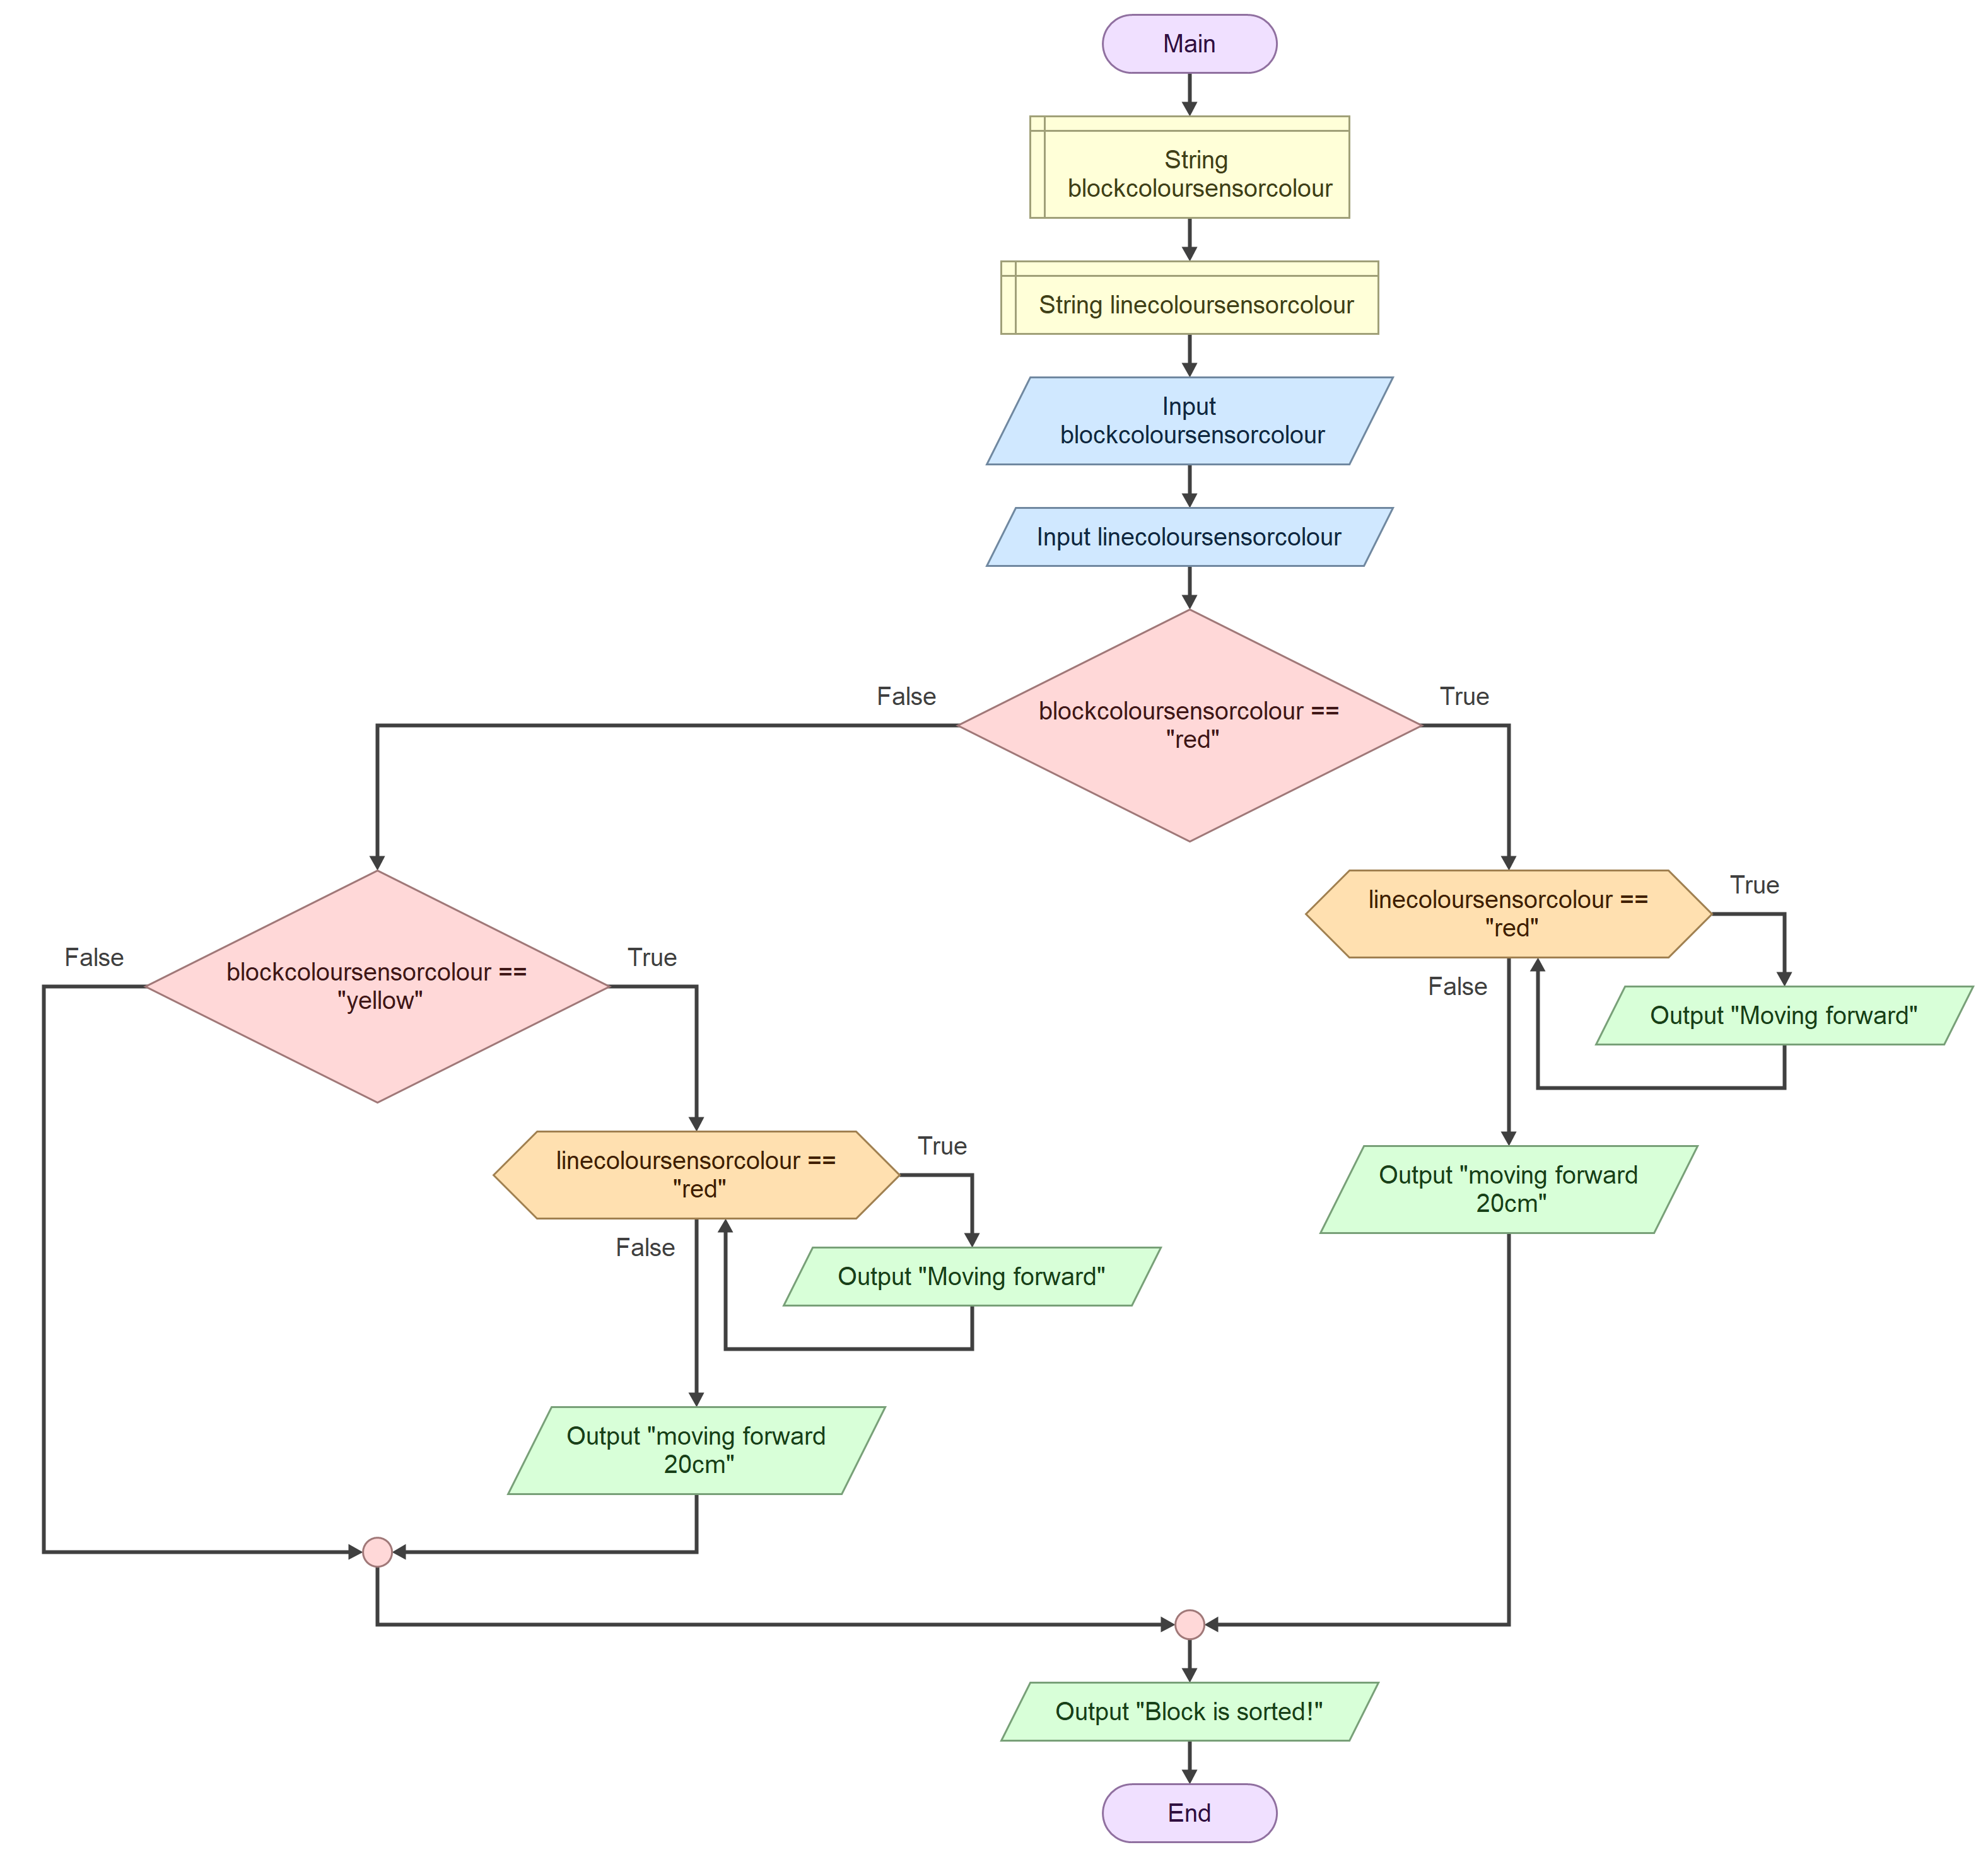 Main
String
blockcoloursensorcolour
String linecoloursensorcolour
Input
blockcoloursensorcolour
Input linecoloursensorcolour
False
True
blockcoloursensorcolour ==
"red"
linecoloursensorcolour ==
"red"
True
False
Output "Moving forward"
Output "moving forward
20cm"
False
True
blockcoloursensorcolour ==
"yellow"
linecoloursensorcolour ==
"red"
True
False
Output "Moving forward"
Output "moving forward
20cm"
Output "Block is sorted!"
End